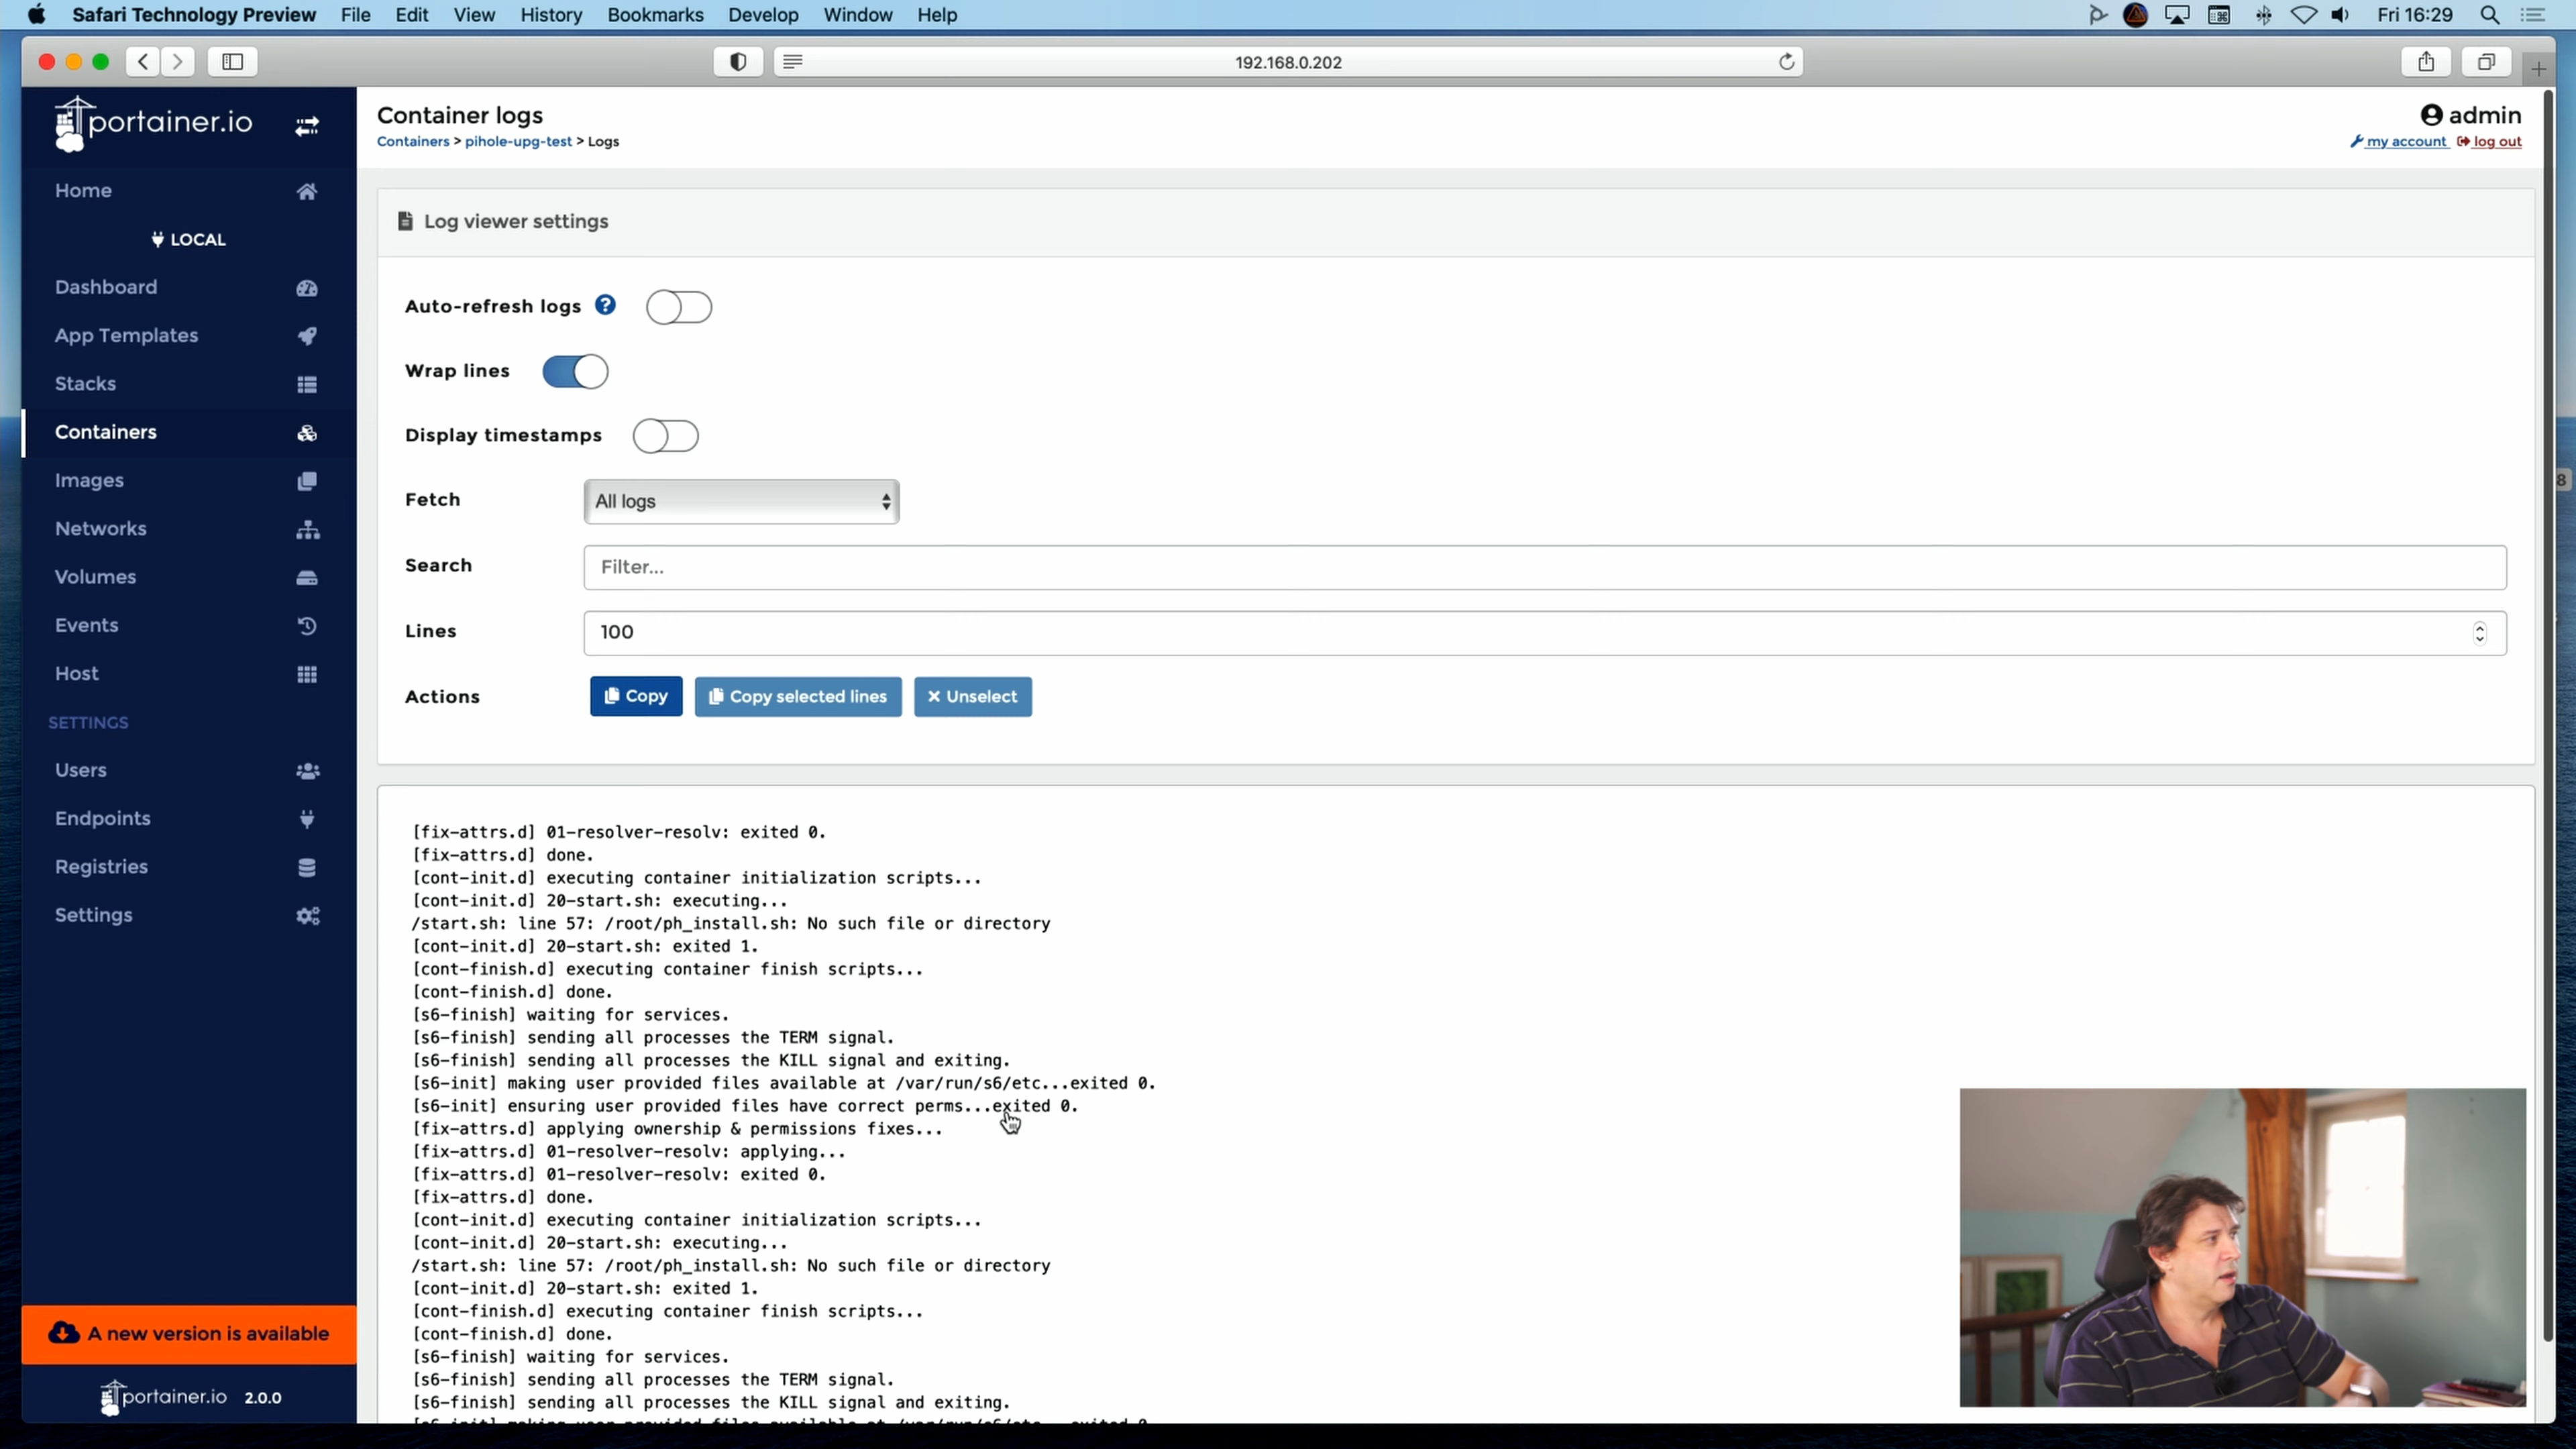 Safari Technology Preview File Edit View History Bookmarks Develop Window Help Fri 16:29
192.168.0.202
portainer.io
Container logs
admin
Containers > pihole-upg-test > Logs
my account log out
Home
LOCAL
Dashboard
App Templates
Stacks
Containers
Images
Networks
Volumes
Events
Host
SETTINGS
Users
Endpoints
Registries
Settings
A new version is available
portainer.io 2.0.0
Log viewer settings
Auto-refresh logs
Wrap lines
Display timestamps
Fetch All logs
Search Filter...
Lines 100
Actions Copy Copy selected lines Unselect
8
[fix-attrs.d] 01-resolver-resolv: exited 0.
[fix-attrs.d] done.
[cont-init.d] executing container initialization scripts...
[cont-init.d] 20-start.sh: executing...
/start.sh: line 57: /root/ph_install.sh: No such file or directory
[cont-init.d] 20-start.sh: exited 1.
[cont-finish.d] executing container finish scripts...
[cont-finish.d] done.
[s6-finish] waiting for services.
[s6-finish] sending all processes the TERM signal.
[s6-finish] sending all processes the KILL signal and exiting.
[s6-init] making user provided files available at /var/run/s6/etc...exited 0.
[s6-init] ensuring user provided files have correct perms...exited 0.
[fix-attrs.d] applying ownership & permissions fixes...
[fix-attrs.d] 01-resolver-resolv: applying...
[fix-attrs.d] 01-resolver-resolv: exited 0.
[fix-attrs.d] done.
[cont-init.d] executing container initialization scripts...
[cont-init.d] 20-start.sh: executing...
/start.sh: line 57: /root/ph_install.sh: No such file or directory
[cont-init.d] 20-start.sh: exited 1.
[cont-finish.d] executing container finish scripts...
[cont-finish.d] done.
[s6-finish] waiting for services.
[s6-finish] sending all processes the TERM signal.
[s6-finish] sending all processes the KILL signal and exiting.